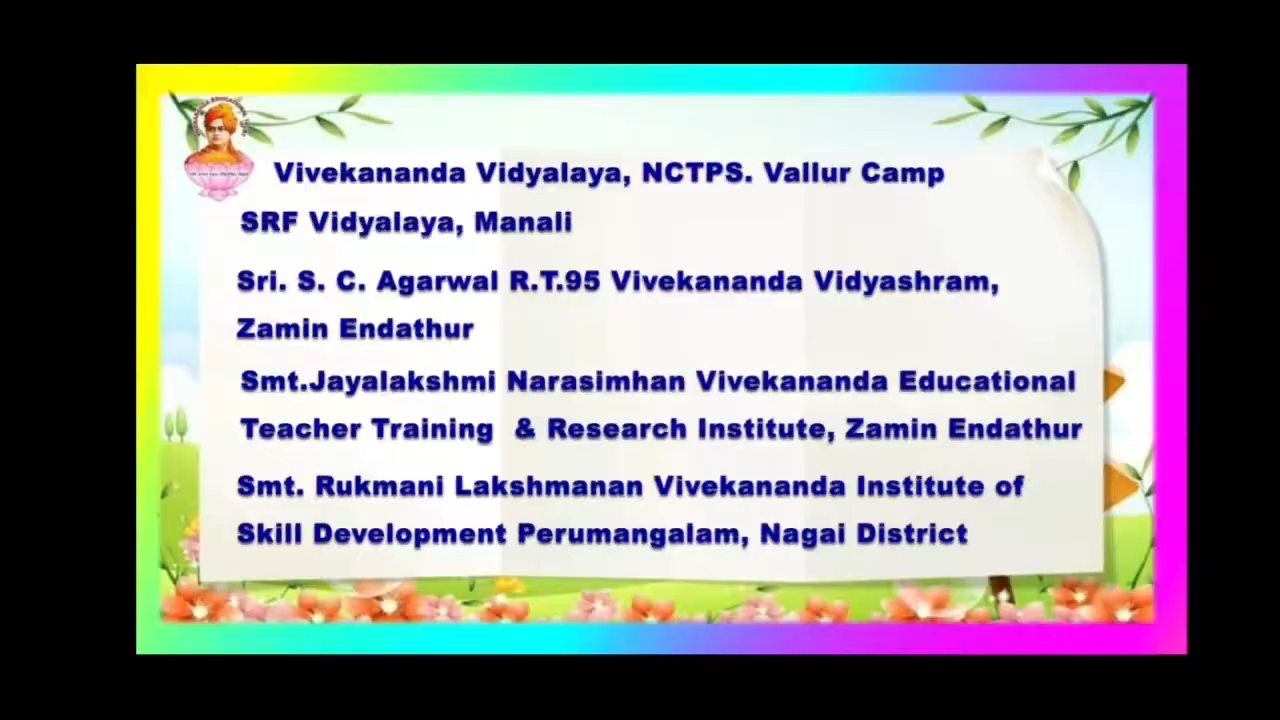 Vivekananda Vidyalaya, NCTPS. Vallur Camp
SRF Vidyalaya, Manali
Sri. S. C. Agarwal R.T.95 Vivekananda Vidyashram,
Zamin Endathur
Smt.Jayalakshmi Narasimhan Vivekananda Educational
Teacher Training & Research Institute, Zamin Endathur
Smt. Rukmani Lakshmanan Vivekananda Institute of
Skill Development Perumangalam, Nagai District